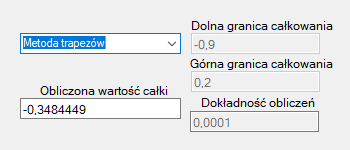 Metoda trapezów
Obliczona wartość całki
-0,3484449
Dolna granica całkowania
-0,9
Górna granica całkowania
0,2
Dokładność obliczeń
0,0001